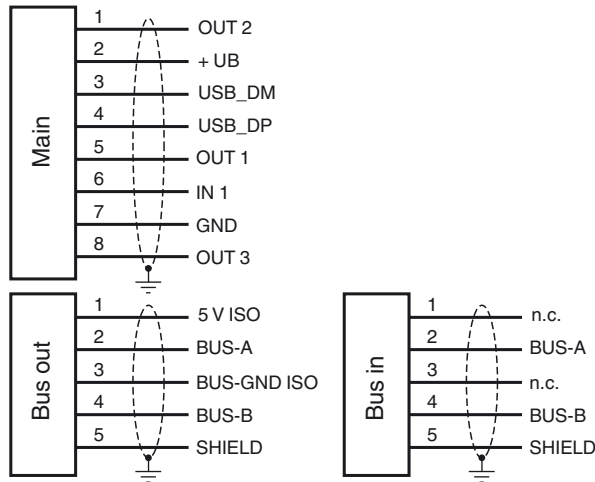 Main
1 OUT 2
2 + UB
3 USB_DM
4 USB_DP
5 OUT 1
6 IN 1
7 GND
8 OUT 3
Bus out
1 5 V ISO
2 BUS-A
3 BUS-GND ISO
4 BUS-B
5 SHIELD
Bus in
1 n.c.
2 BUS-A
3 n.c.
4 BUS-B
5 SHIELD